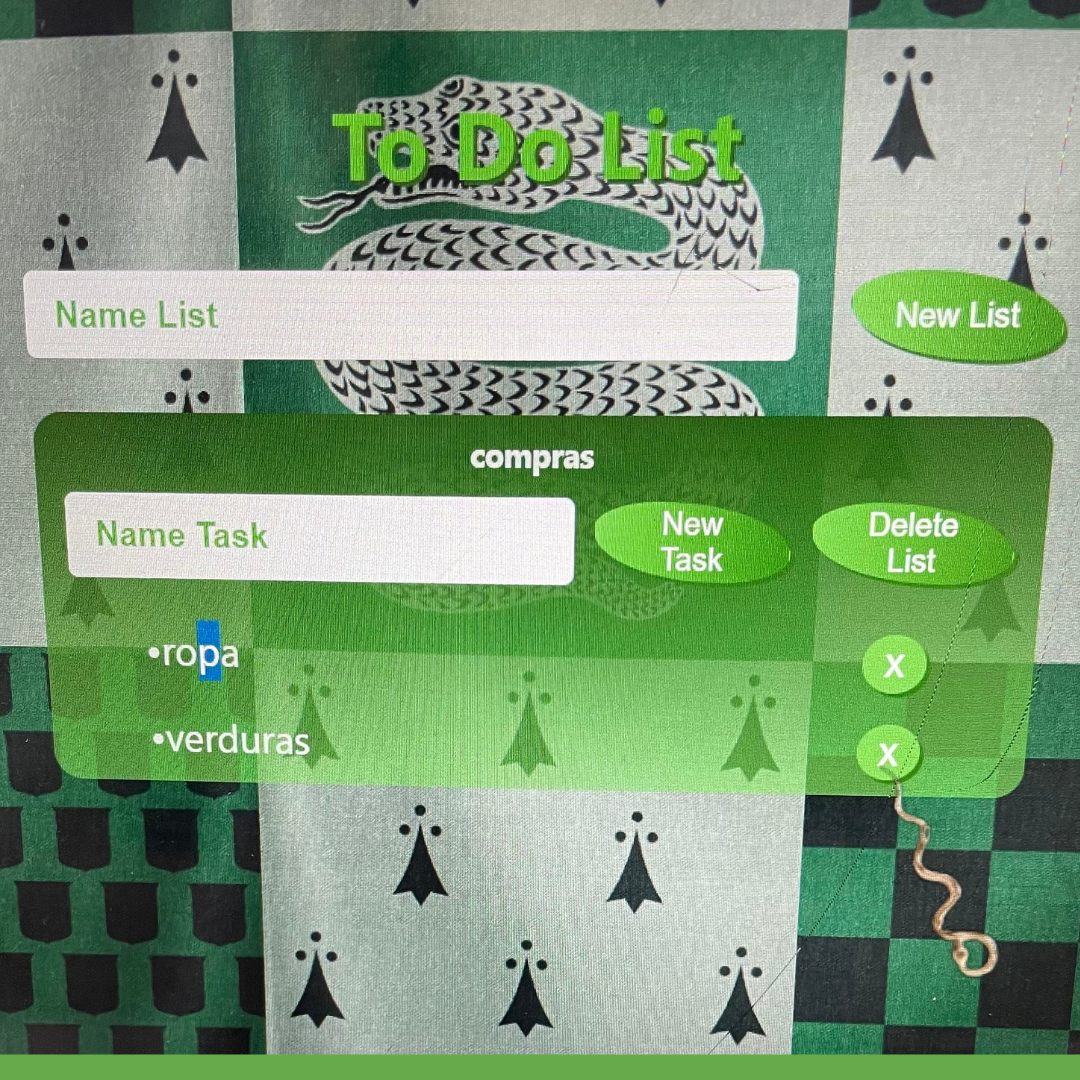 To Do List
Name List
New List
compras
Name Task
New
Task
Delete
List
•ropa
X
•verduras
X